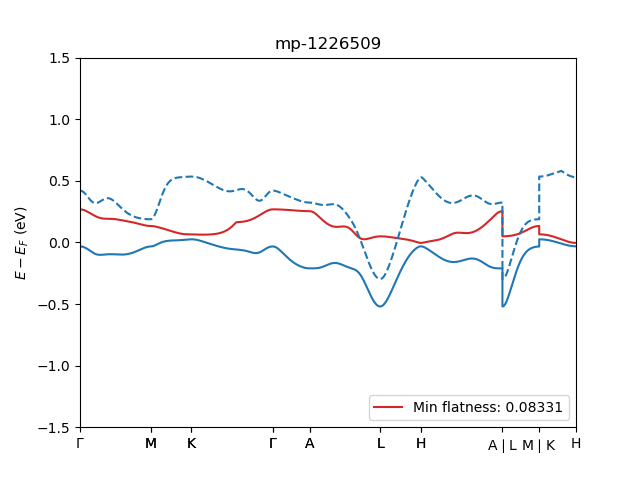 mp-1226509
E − E_F (eV)
1.5
1.0
0.5
0.0
−0.5
−1.0
−1.5
Min flatness: 0.08331
Γ M K Γ A L H A | L M | K H